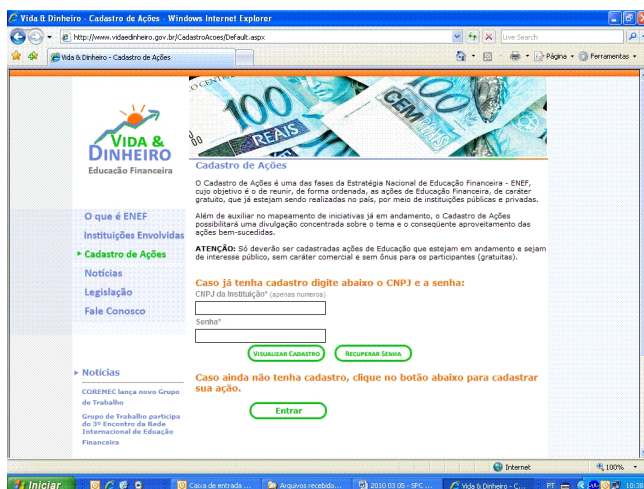 Vida & Dinheiro - Cadastro de Ações - Windows Internet Explorer
http://www.vidaedinheiro.gov.br/CadastroAcoes/Default.aspx
Live Search
Vida & Dinheiro - Cadastro de Ações
Página
Ferramentas
100
REAIS
CEM
REAIS
VIDA &
DINHEIRO
Educação Financeira
O que é ENEF
Instituições Envolvidas
Cadastro de Ações
Notícias
Legislação
Fale Conosco
Notícias
COREMEC lança novo Grupo
de Trabalho
Grupo de Trabalho participa
do 3º Encontro da Rede
Internacional de Eduação
Financeira
Cadastro de Ações
O Cadastro de Ações é uma das fases da Estratégia Nacional de Educação Financeira - ENEF,
cujo objetivo é o de reunir, de forma ordenada, as ações de Educação Financeira, de caráter
gratuito, que já estejam sendo realizadas no país, por meio de instituições públicas e privadas.
Além de auxiliar no mapeamento de iniciativas já em andamento, o Cadastro de Ações
possibilitará uma divulgação concentrada sobre o tema e o conseqüente aproveitamento das
ações bem-sucedidas.
ATENÇÃO: Só deverão ser cadastradas ações de Educação que estejam em andamento e sejam
de interesse público, sem caráter comercial e sem ônus para os participantes (gratuitas).
Caso já tenha cadastro digite abaixo o CNPJ e a senha:
CNPJ da Instituição* (apenas numeros)
Senha*
VISUALIZAR CADASTRO
RECUPERAR SENHA
Caso ainda não tenha cadastro, clique no botão abaixo para cadastrar
sua ação.
Entrar
Internet
100%
Iniciar
Caixa de entrada ...
Arquivos recebido...
2010 03 05 - SPC ...
Vida & Dinheiro - C...
PT